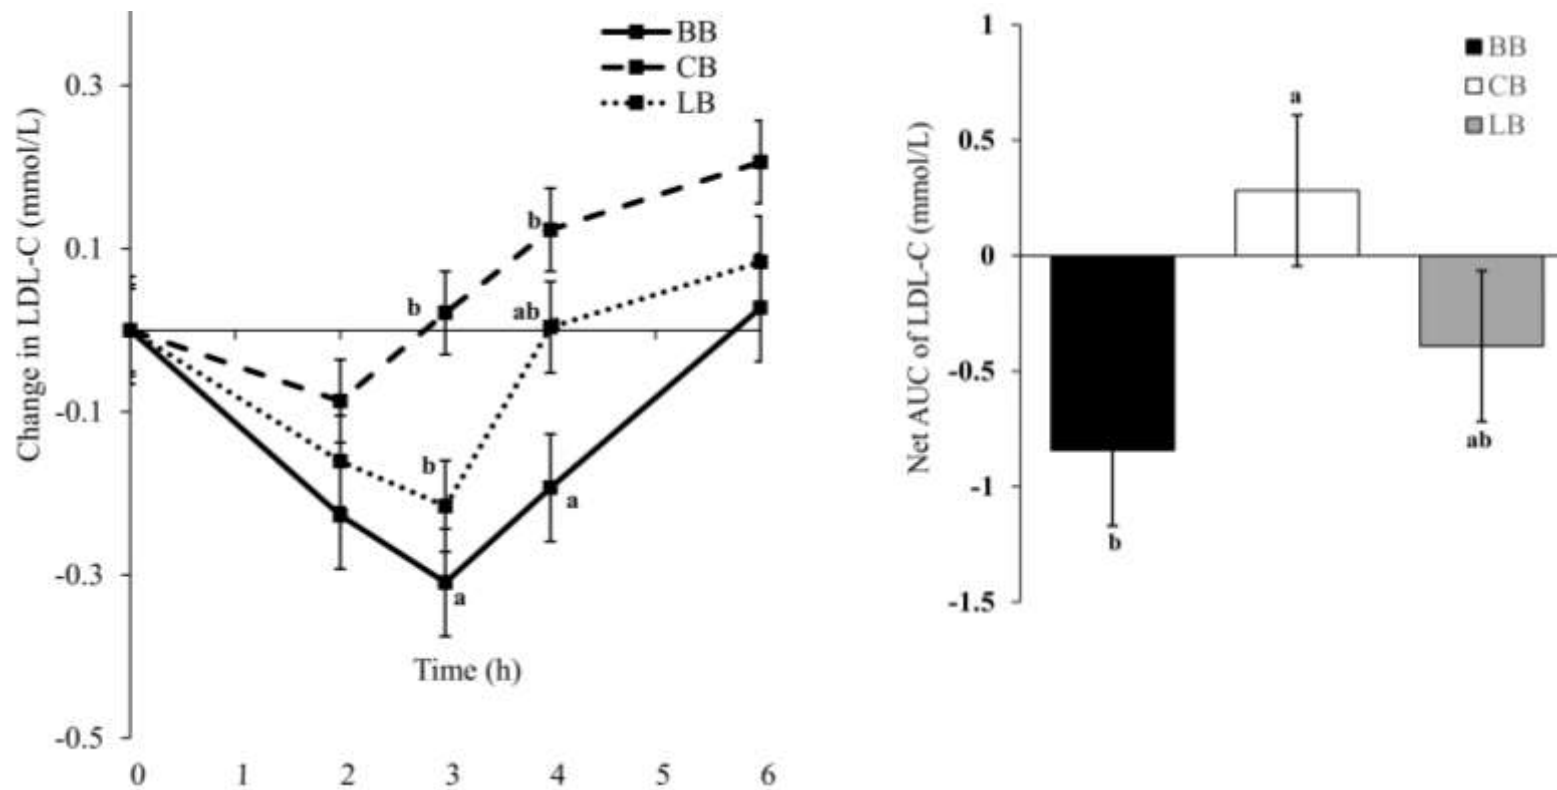 BB
CB
LB
Change in LDL-C (mmol/L)
0.3
0.1
-0.1
-0.3
-0.5
b
b
ab
b
a
a
Time (h)
0 1 2 3 4 5 6
Net AUC of LDL-C (mmol/L)
1
0.5
0
-0.5
-1
-1.5
BB
CB
LB
a
ab
b